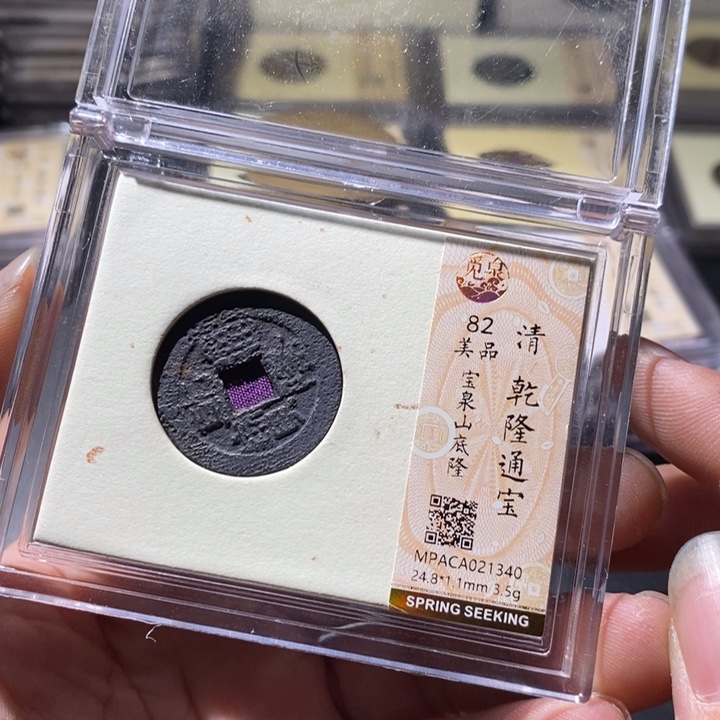 觅泉
清 乾隆通宝
82
美品
宝泉山底隆
MPACA021340
24.8*1.1mm 3.5g
SPRING SEEKING